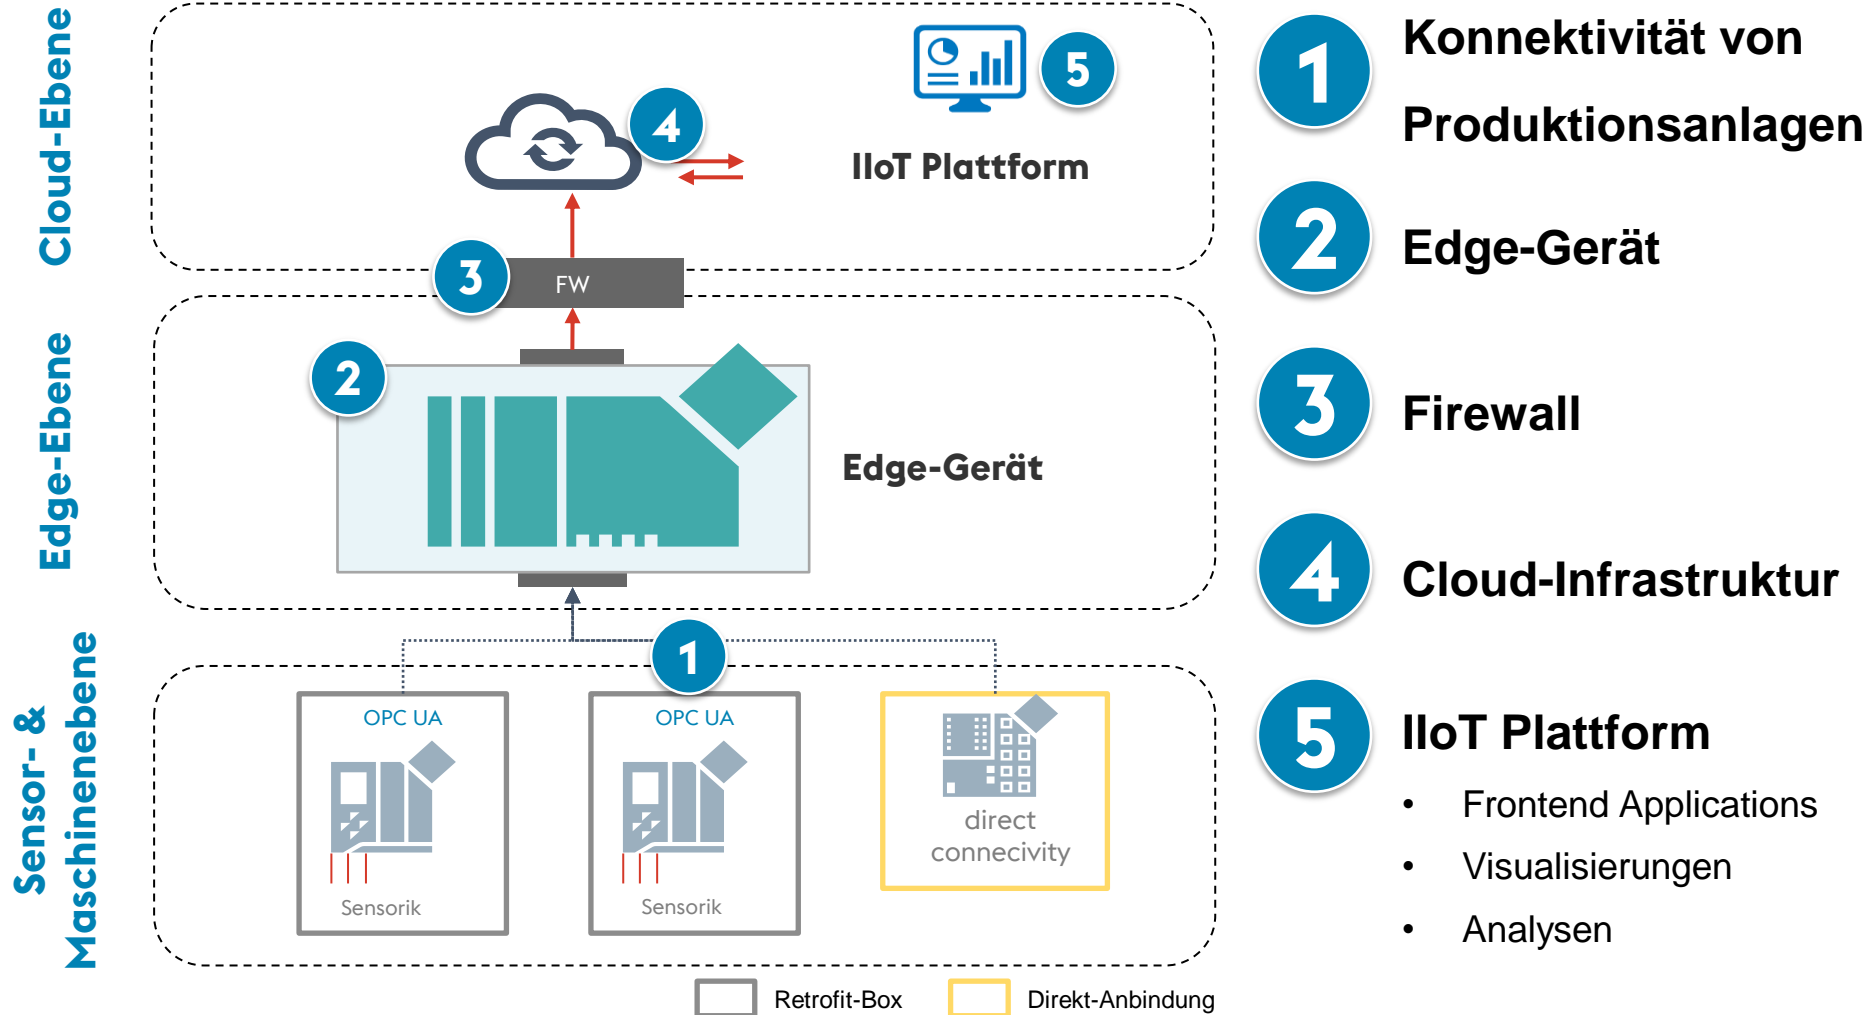 Cloud-Ebene
5
4
IIoT Plattform
3
FW
Edge-Ebene
2
Edge-Gerät
Sensor- &
Maschinenebene
1
OPC UA
Sensorik
OPC UA
Sensorik
direct
connecivity
Retrofit-Box
Direkt-Anbindung
1
Konnektivität von
Produktionsanlagen
2
Edge-Gerät
3
Firewall
4
Cloud-Infrastruktur
5
IIoT Plattform
• Frontend Applications
• Visualisierungen
• Analysen